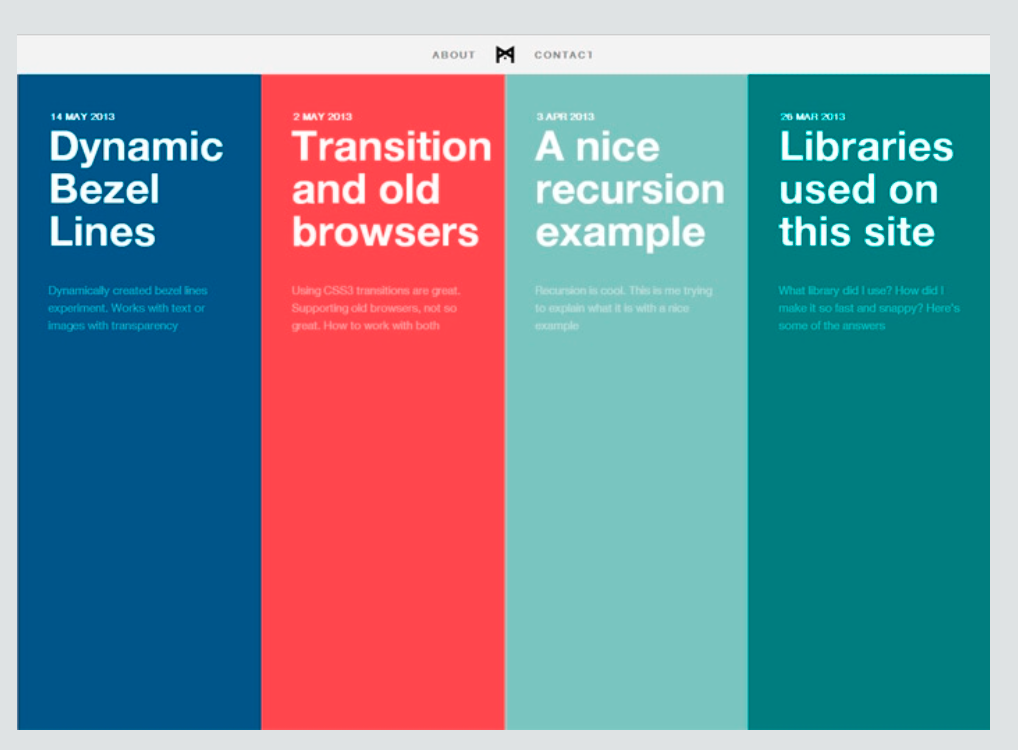 ABOUT CONTACT
14 MAY 2013
Dynamic
Bezel
Lines
Dynamically created bezel lines
experiment. Works with text or
images with transparency
2 MAY 2013
Transition
and old
browsers
Using CSS3 transitions are great.
Supporting old browsers, not so
great. How to work with both
3 APR 2013
A nice
recursion
example
Recursion is cool. This is me trying
to explain what it is with a nice
example
26 MAR 2013
Libraries
used on
this site
What library did I use? How did I
make it so fast and snappy? Here's
some of the answers